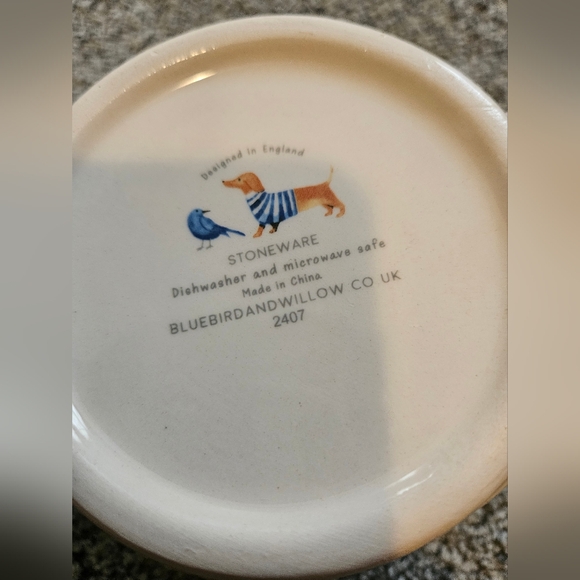 Designed in England
STONEWARE
Dishwasher and microwave safe
Made in China
BLUEBIRDANDWILLOW CO UK
2407